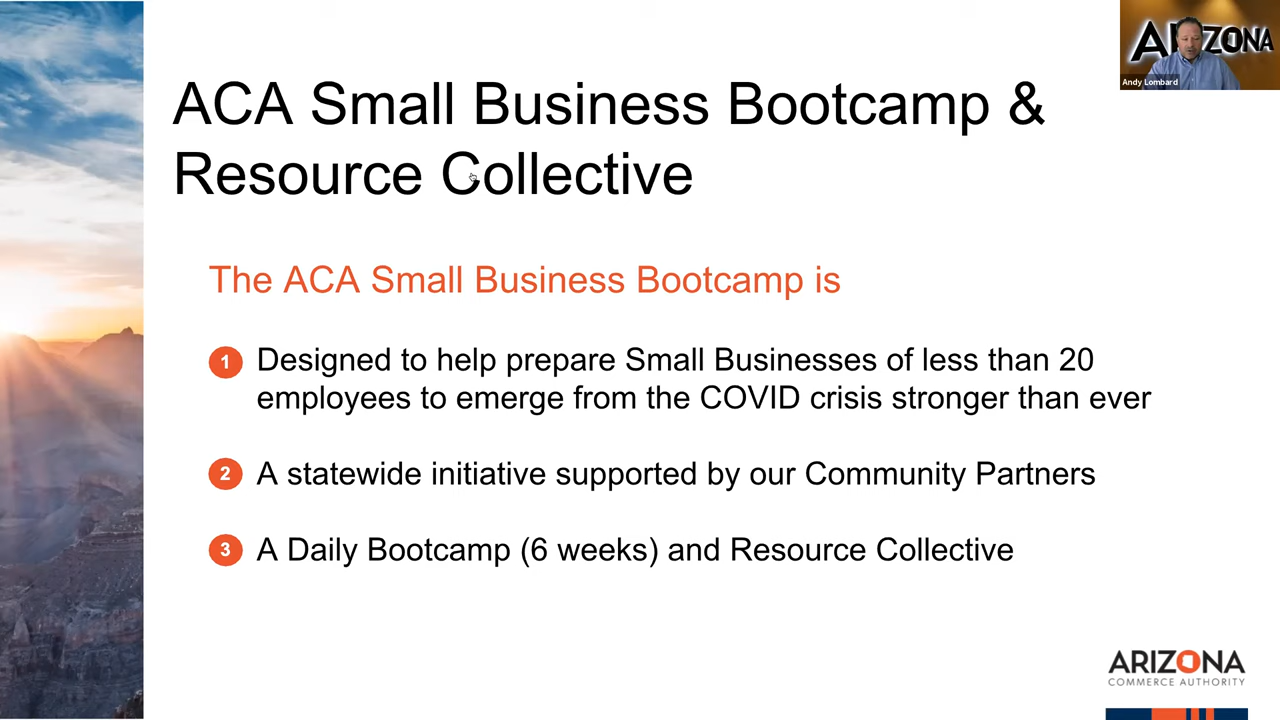 ARIZONA
Andy Lombard
ACA Small Business Bootcamp &
Resource Collective
The ACA Small Business Bootcamp is
1 Designed to help prepare Small Businesses of less than 20
employees to emerge from the COVID crisis stronger than ever
2 A statewide initiative supported by our Community Partners
3 A Daily Bootcamp (6 weeks) and Resource Collective
ARIZONA
COMMERCE AUTHORITY